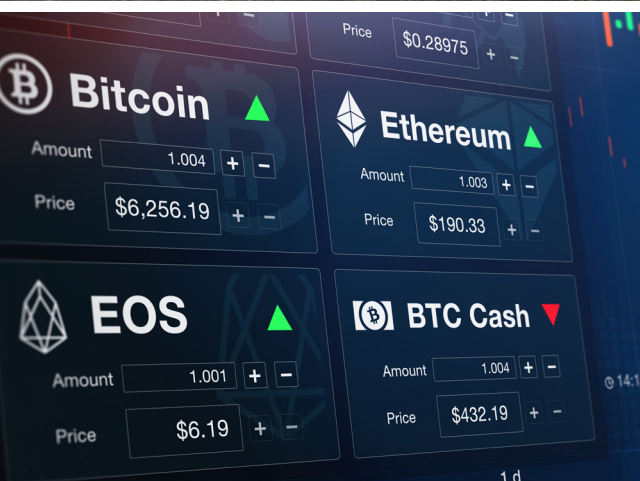 Price $0.28975 + −
Bitcoin
Amount 1.004 + −
Price $6,256.19 + −
Ethereum
Amount 1.003 + −
Price $190.33 + −
EOS
Amount 1.001 + −
Price $6.19 + −
BTC Cash
Amount 1.004 + −
Price $432.19 + −
1 d